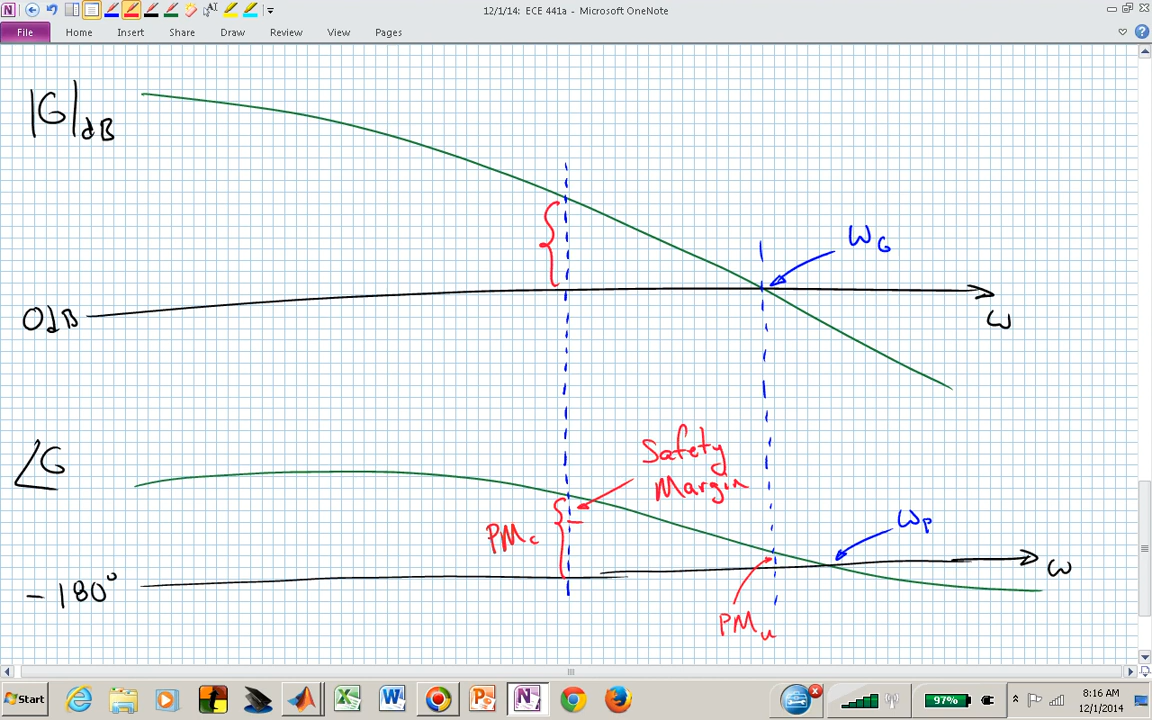 12/1/14: ECE 441a - Microsoft OneNote
File Home Insert Share Draw Review View Pages
|G|dB
ωG
0dB
ω
Safety
Margin
∠G
ωP
PMc
ω
-180°
PMu
Start
97%
8:16 AM
12/1/2014